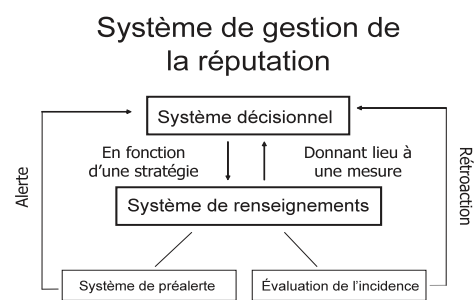 Système de gestion de
la réputation
Système décisionnel
En fonction
d'une stratégie
Donnant lieu à
une mesure
Alerte
Rétroaction
Système de renseignements
Système de préalerte
Évaluation de l'incidence